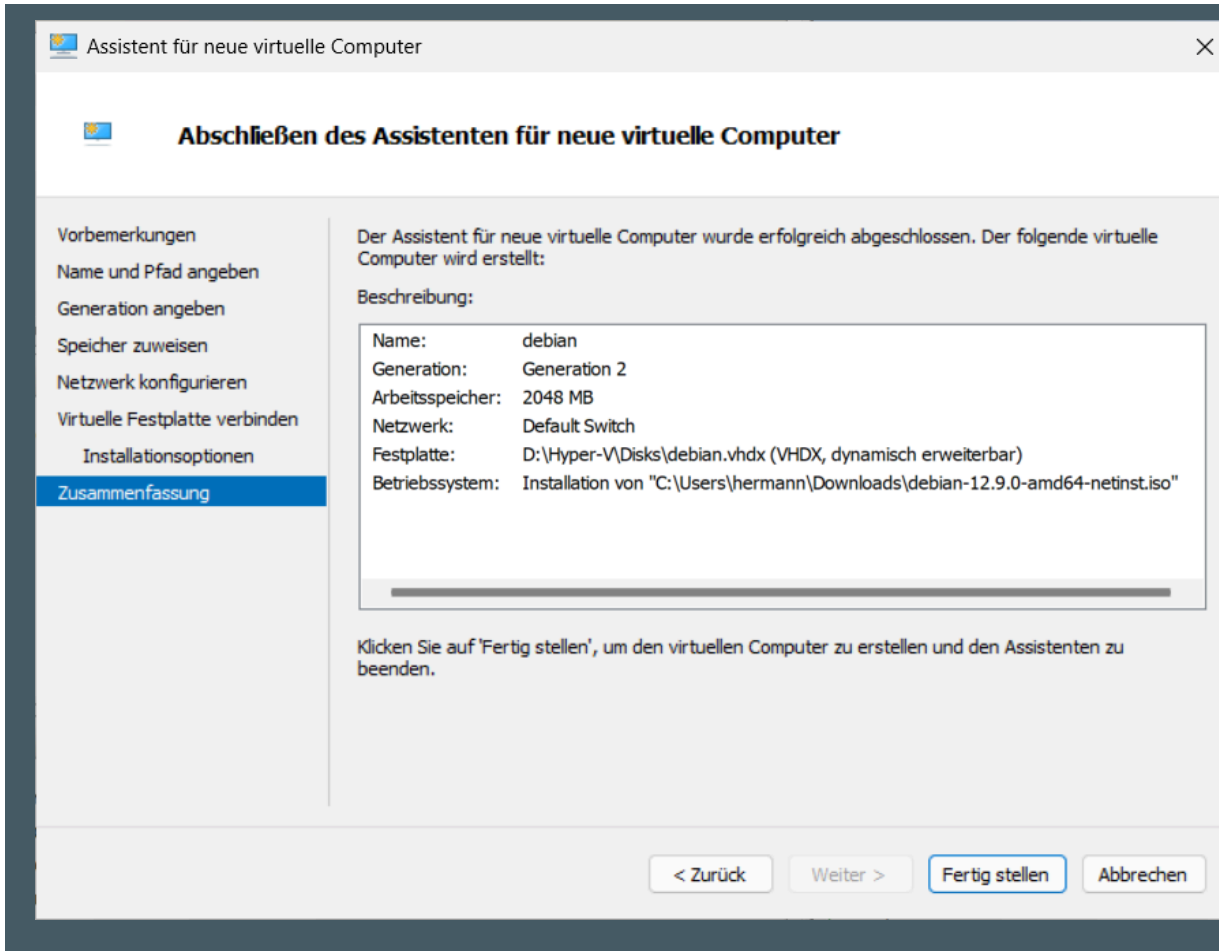 Assistent für neue virtuelle Computer
Abschließen des Assistenten für neue virtuelle Computer
Vorbemerkungen
Name und Pfad angeben
Generation angeben
Speicher zuweisen
Netzwerk konfigurieren
Virtuelle Festplatte verbinden
Installationsoptionen
Zusammenfassung
Der Assistent für neue virtuelle Computer wurde erfolgreich abgeschlossen. Der folgende virtuelle
Computer wird erstellt:
Beschreibung:
Name: debian
Generation: Generation 2
Arbeitsspeicher: 2048 MB
Netzwerk: Default Switch
Festplatte: D:\Hyper-V\Disks\debian.vhdx (VHDX, dynamisch erweiterbar)
Betriebssystem: Installation von "C:\Users\hermann\Downloads\debian-12.9.0-amd64-netinst.iso"
Klicken Sie auf 'Fertig stellen', um den virtuellen Computer zu erstellen und den Assistenten zu
beenden.
< Zurück
Weiter >
Fertig stellen
Abbrechen